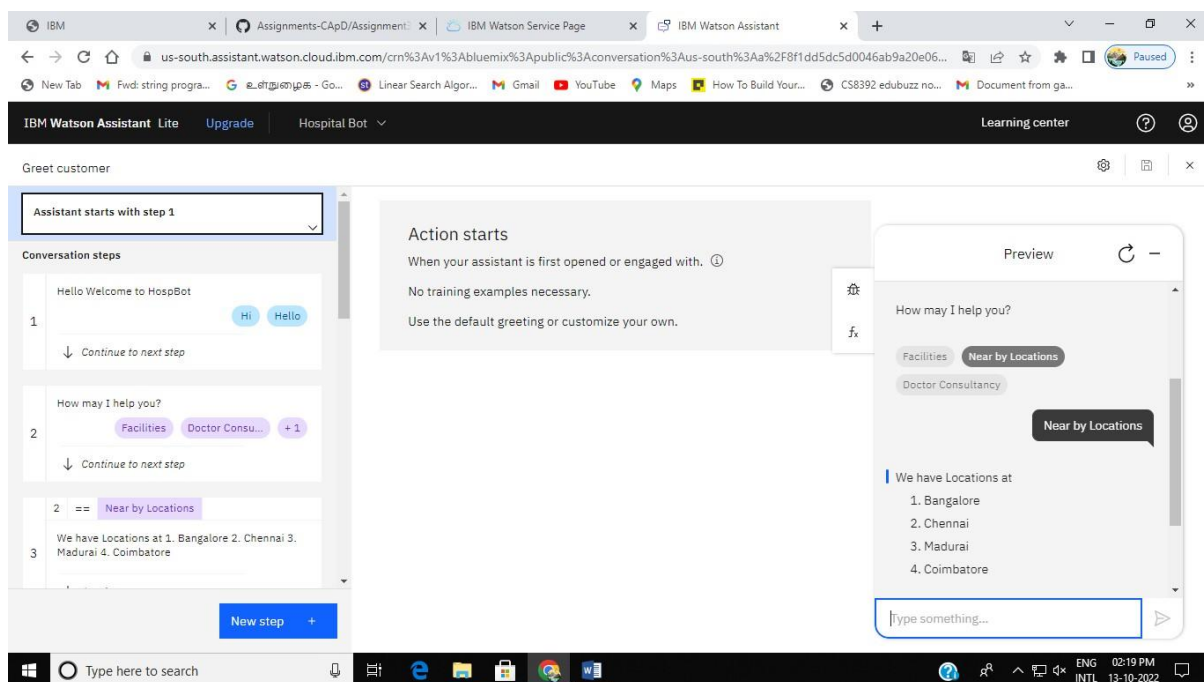 IBM
Assignments-CApD/Assignment3
IBM Watson Service Page
IBM Watson Assistant
us-south.assistant.watson.cloud.ibm.com/crn%3Av1%3Abluemix%3Apublic%3Aconversation%3Aus-south%3Aa%2F8f1dd5dc5d0046ab9a20e06...
Paused
New Tab
Fwd: string progra...
Linear Search Algor...
Gmail
YouTube
Maps
How To Build Your...
CS8392 edubuzz no...
Document from ga...
IBM Watson Assistant Lite Upgrade Hospital Bot Learning center
Greet customer
Assistant starts with step 1
Conversation steps
1
Hello Welcome to HospBot
Hi Hello
Continue to next step
2
How may I help you?
Facilities Doctor Consu... + 1
Continue to next step
3
2 == Near by Locations
We have Locations at 1. Bangalore 2. Chennai 3.
Madurai 4. Coimbatore
New step +
Action starts
When your assistant is first opened or engaged with.
No training examples necessary.
Use the default greeting or customize your own.
fx
Preview
How may I help you?
Facilities Near by Locations
Doctor Consultancy
Near by Locations
We have Locations at
1. Bangalore
2. Chennai
3. Madurai
4. Coimbatore
Type something...
Type here to search
ENG 02:19 PM
INTL 13-10-2022